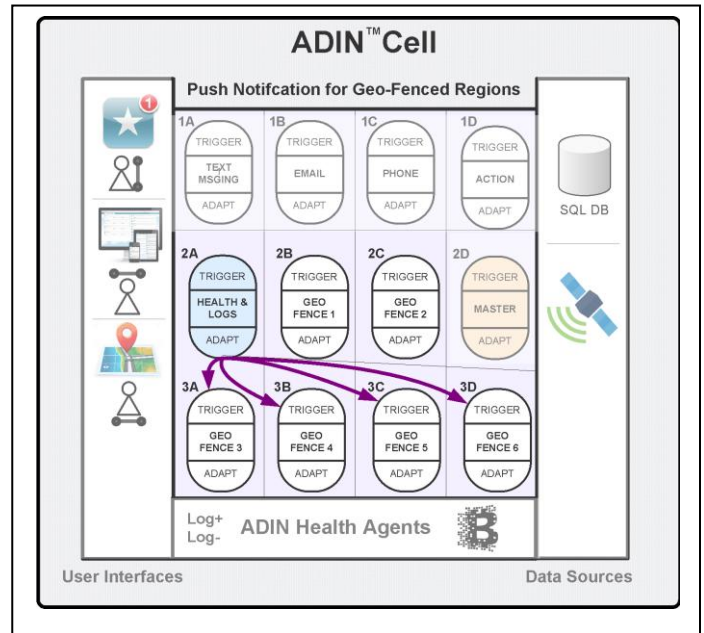 ADIN™Cell
Push Notifcation for Geo-Fenced Regions
1
1A
TRIGGER
TEXT
MSGING
ADAPT
1B
TRIGGER
EMAIL
ADAPT
1C
TRIGGER
PHONE
ADAPT
1D
TRIGGER
ACTION
ADAPT
SQL DB
2A
TRIGGER
HEALTH &
LOGS
ADAPT
2B
TRIGGER
GEO
FENCE 1
ADAPT
2C
TRIGGER
GEO
FENCE 2
ADAPT
2D
TRIGGER
MASTER
ADAPT
3A
TRIGGER
GEO
FENCE 3
ADAPT
3B
TRIGGER
GEO
FENCE 4
ADAPT
3C
TRIGGER
GEO
FENCE 5
ADAPT
3D
TRIGGER
GEO
FENCE 6
ADAPT
Log+
Log-
ADIN Health Agents
User Interfaces
Data Sources